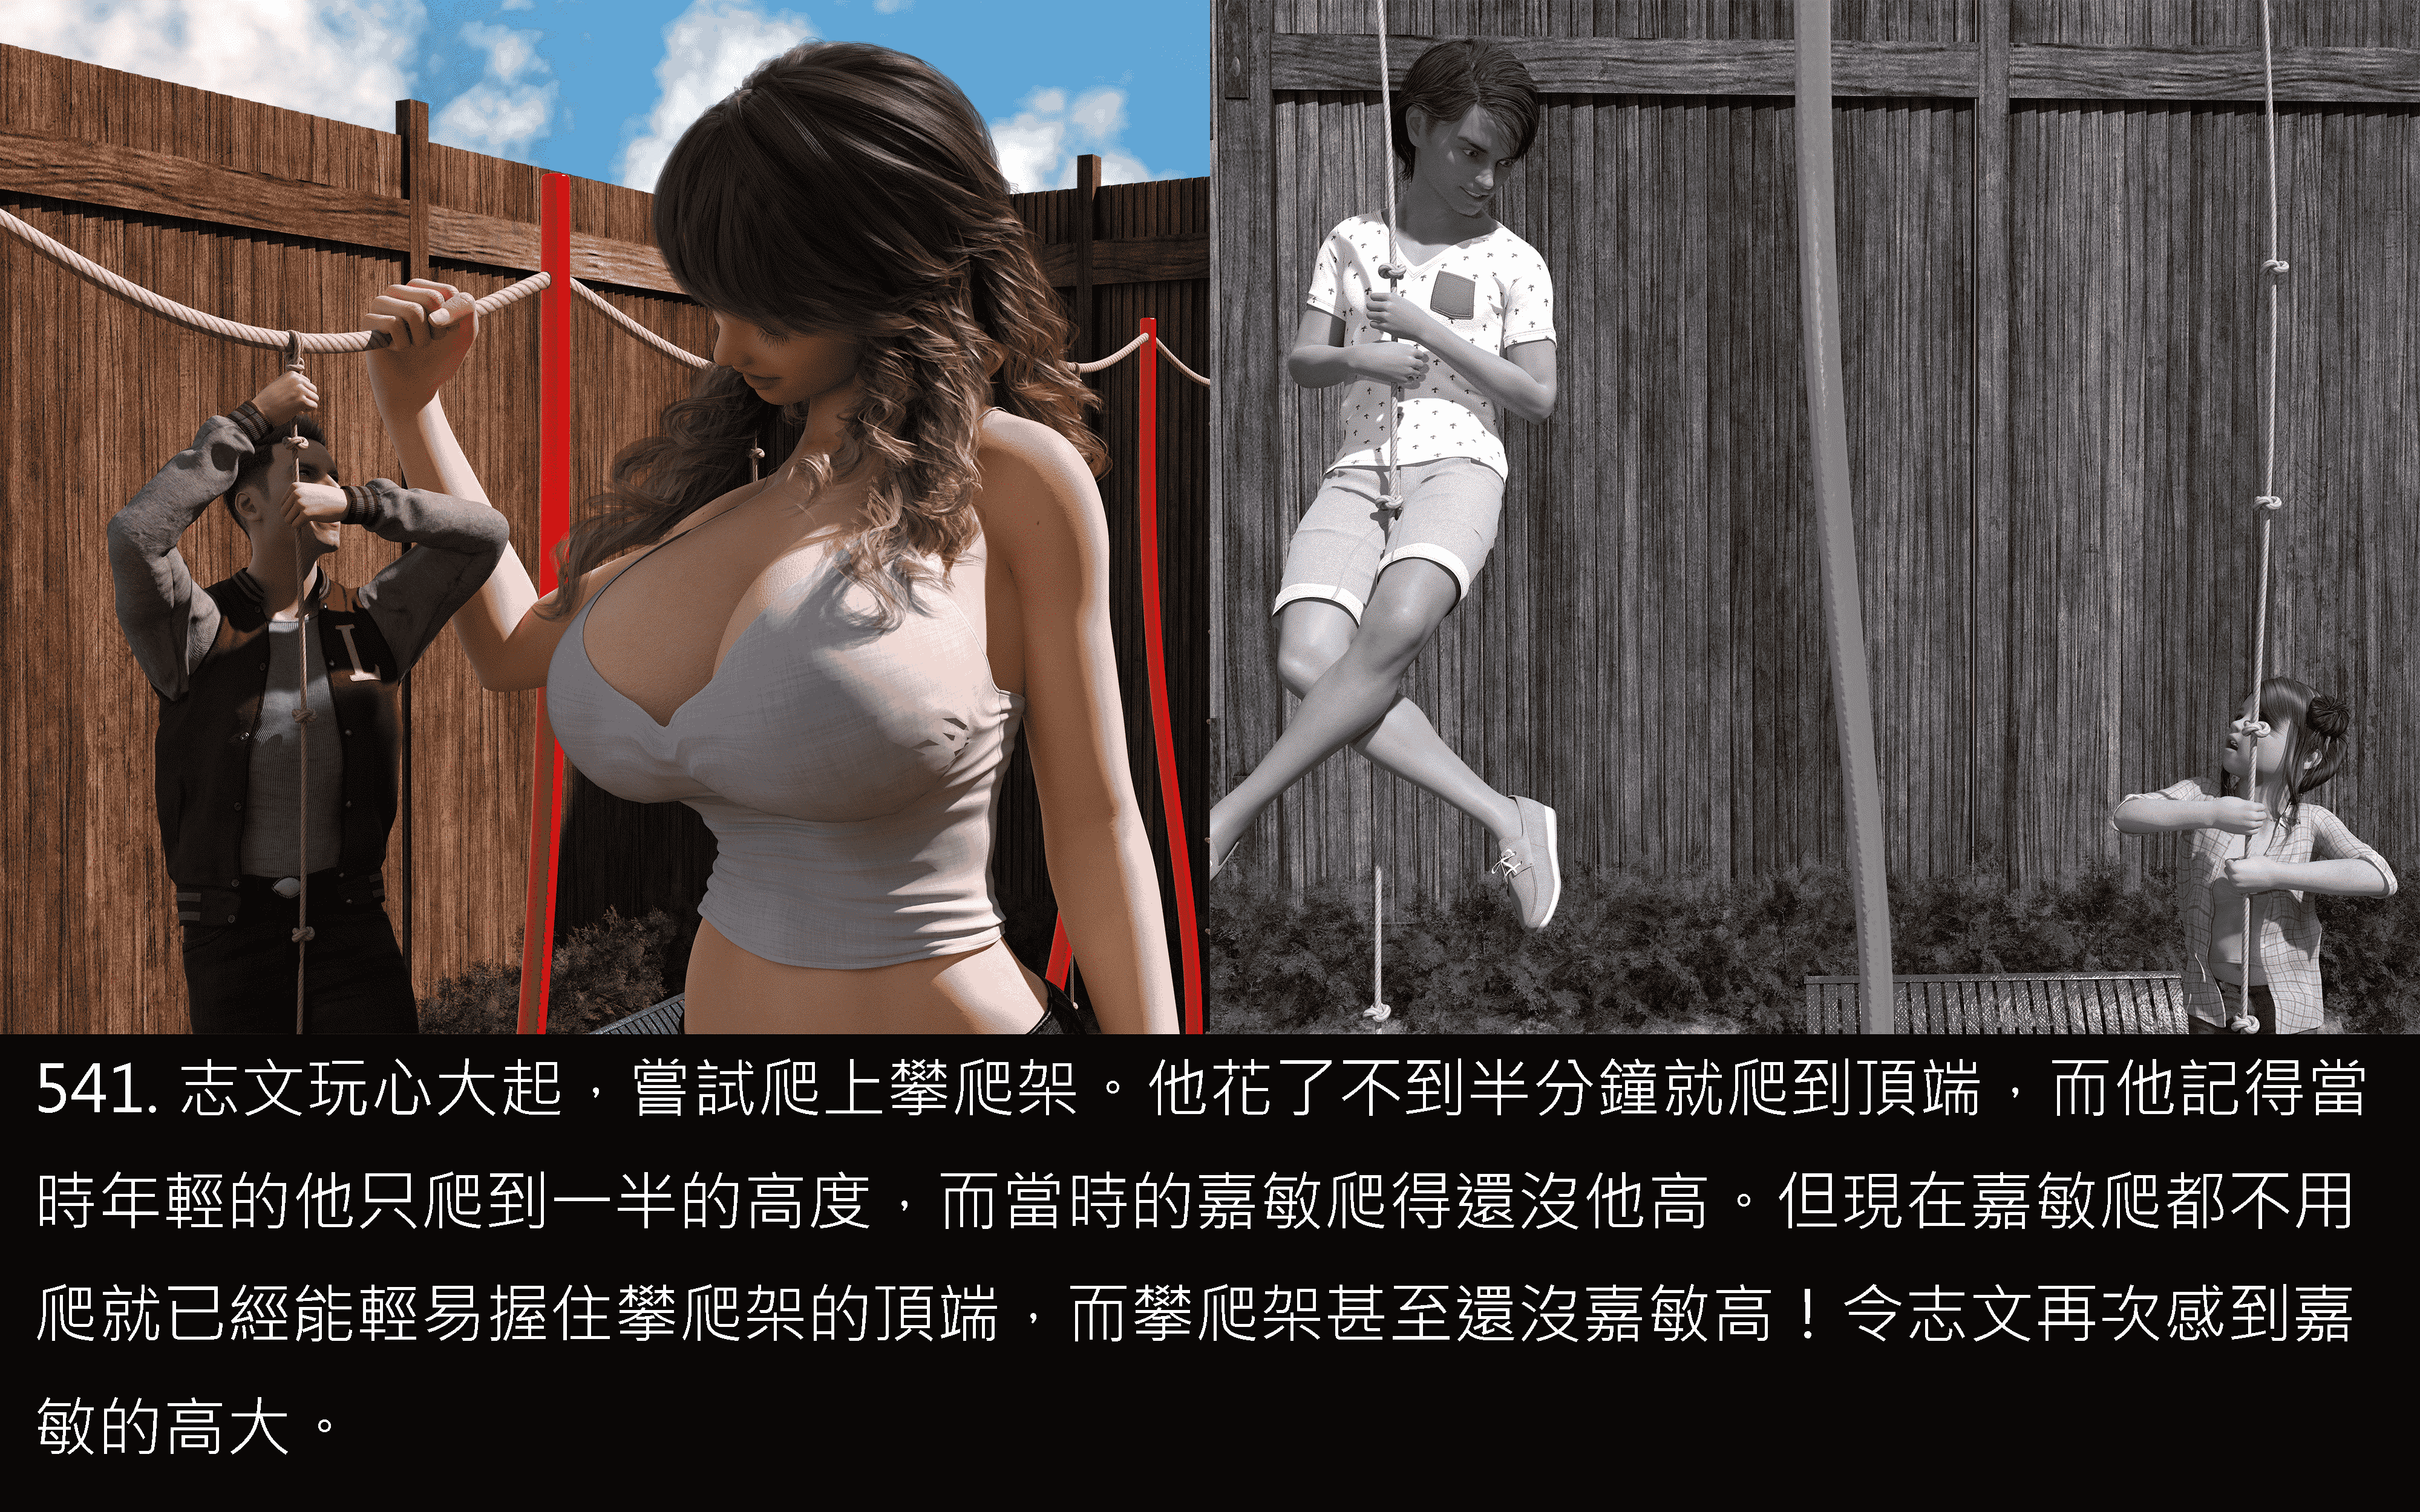 L
541. 志文玩心大起，嘗試爬上攀爬架。他花了不到半分鐘就爬到頂端，而他記得當
時年輕的他只爬到一半的高度，而當時的嘉敏爬得還沒他高。但現在嘉敏爬都不用
爬就已經能輕易握住攀爬架的頂端，而攀爬架甚至還沒嘉敏高！令志文再次感到嘉
敏的高大。